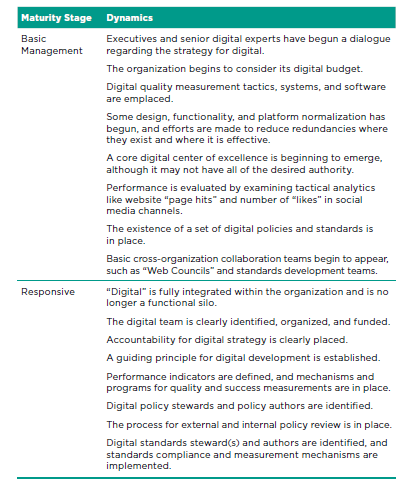 Maturity Stage Dynamics
Basic Management
Executives and senior digital experts have begun a dialogue
regarding the strategy for digital.
The organization begins to consider its digital budget.
Digital quality measurement tactics, systems, and software
are emplaced.
Some design, functionality, and platform normalization has
begun, and efforts are made to reduce redundancies where
they exist and where it is effective.
A core digital center of excellence is beginning to emerge,
although it may not have all of the desired authority.
Performance is evaluated by examining tactical analytics
like website “page hits” and number of “likes” in social
media channels.
The existence of a set of digital policies and standards is
in place.
Basic cross-organization collaboration teams begin to appear,
such as “Web Councils” and standards development teams.
Responsive
“Digital” is fully integrated within the organization and is no
longer a functional silo.
The digital team is clearly identified, organized, and funded.
Accountability for digital strategy is clearly placed.
A guiding principle for digital development is established.
Performance indicators are defined, and mechanisms and
programs for quality and success measurements are in place.
Digital policy stewards and policy authors are identified.
The process for external and internal policy review is in place.
Digital standards steward(s) and authors are identified, and
standards compliance and measurement mechanisms are
implemented.